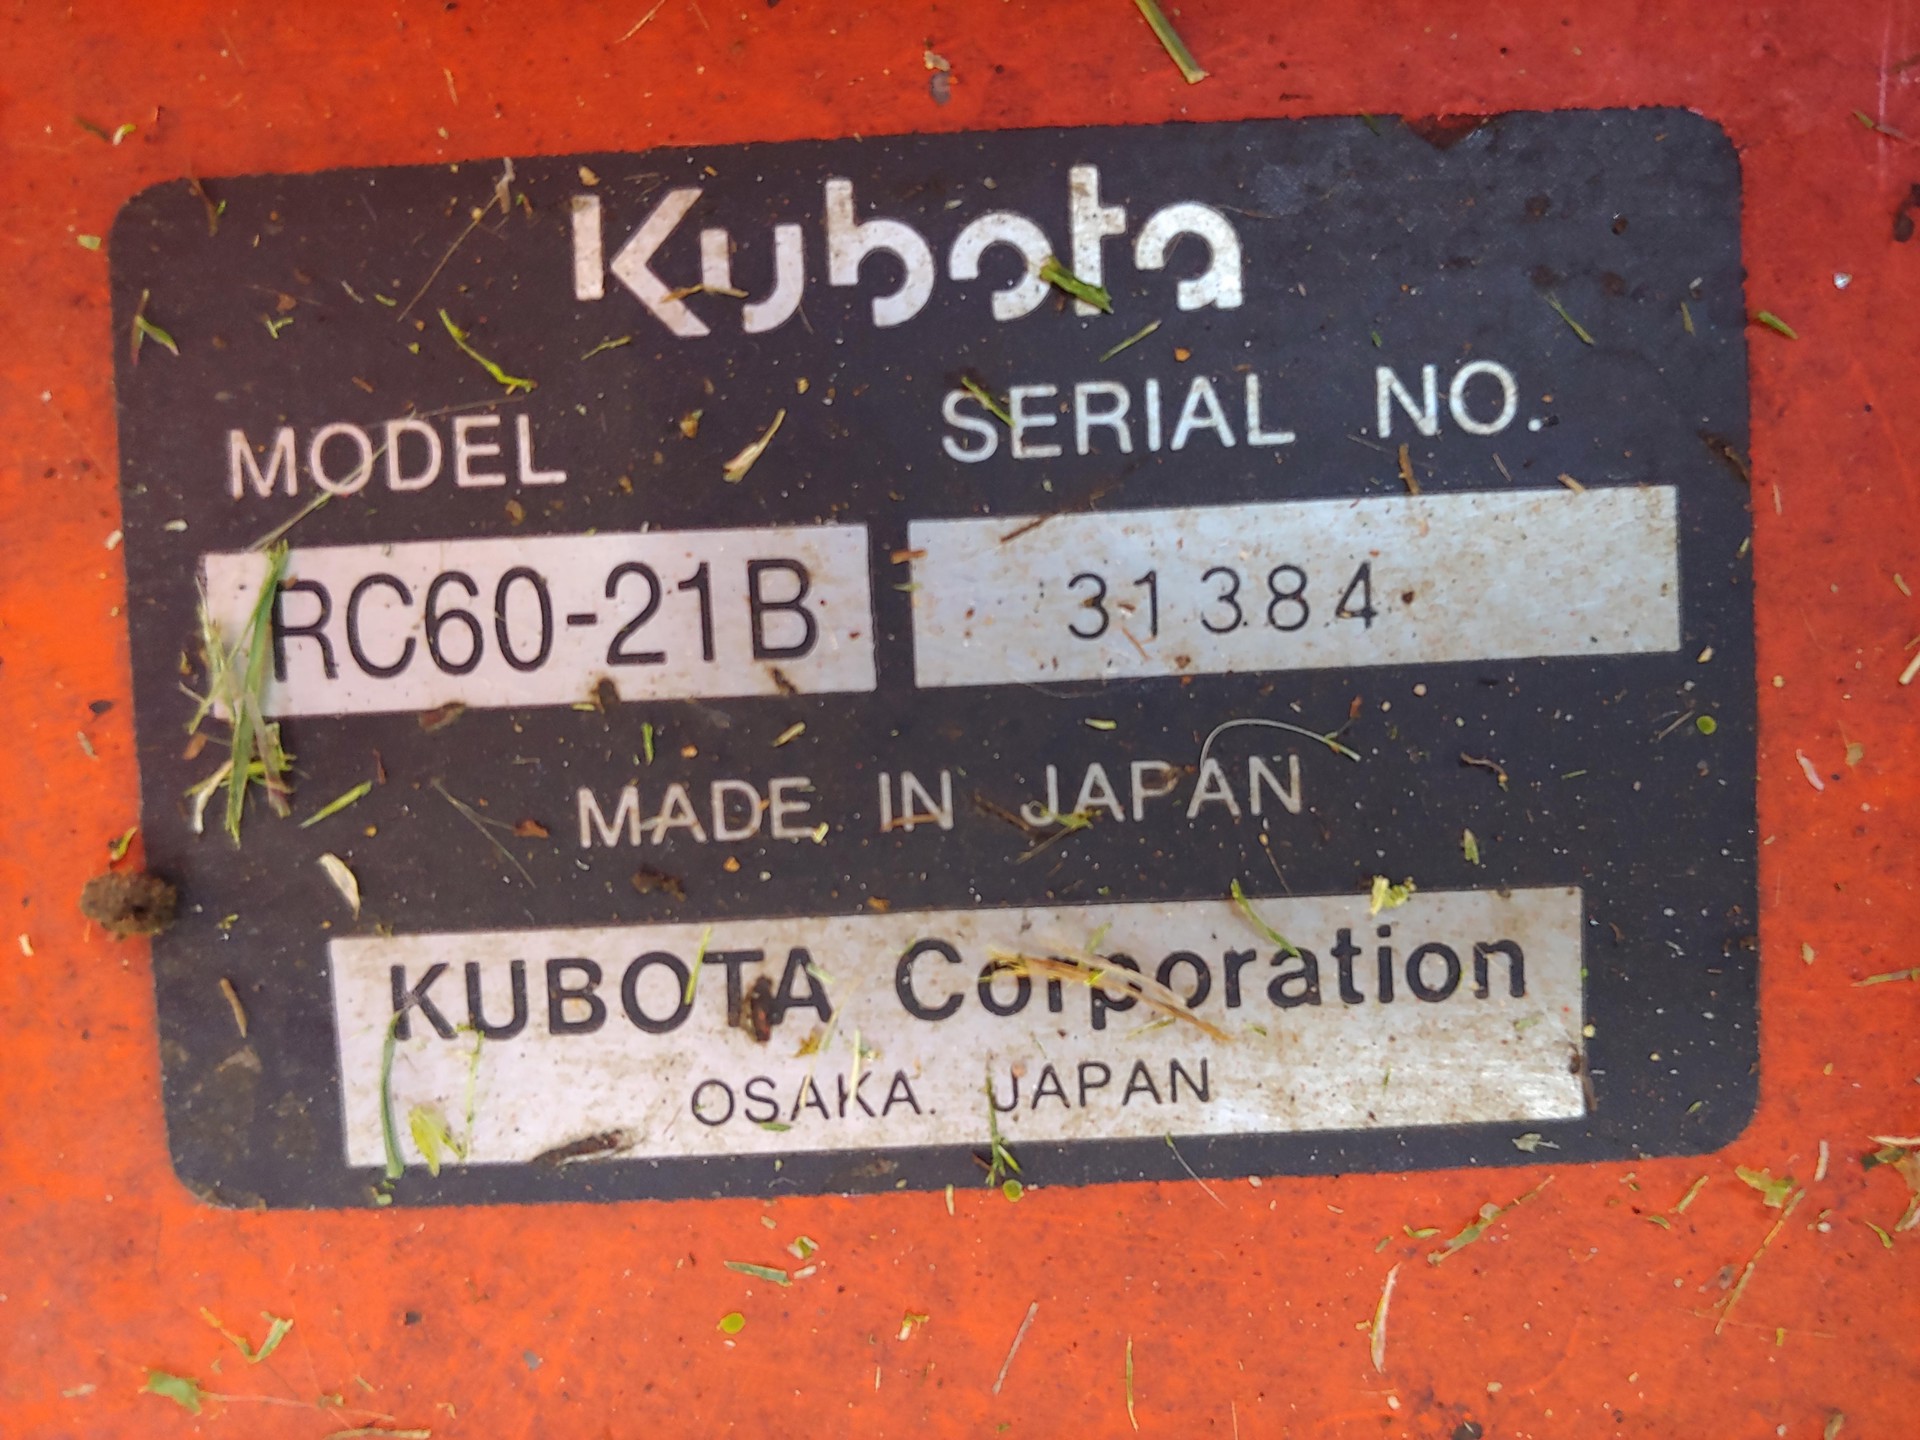 Kubota
MODEL SERIAL NO.
RC60-21B 31384
MADE IN JAPAN
KUBOTA Corporation
OSAKA. JAPAN